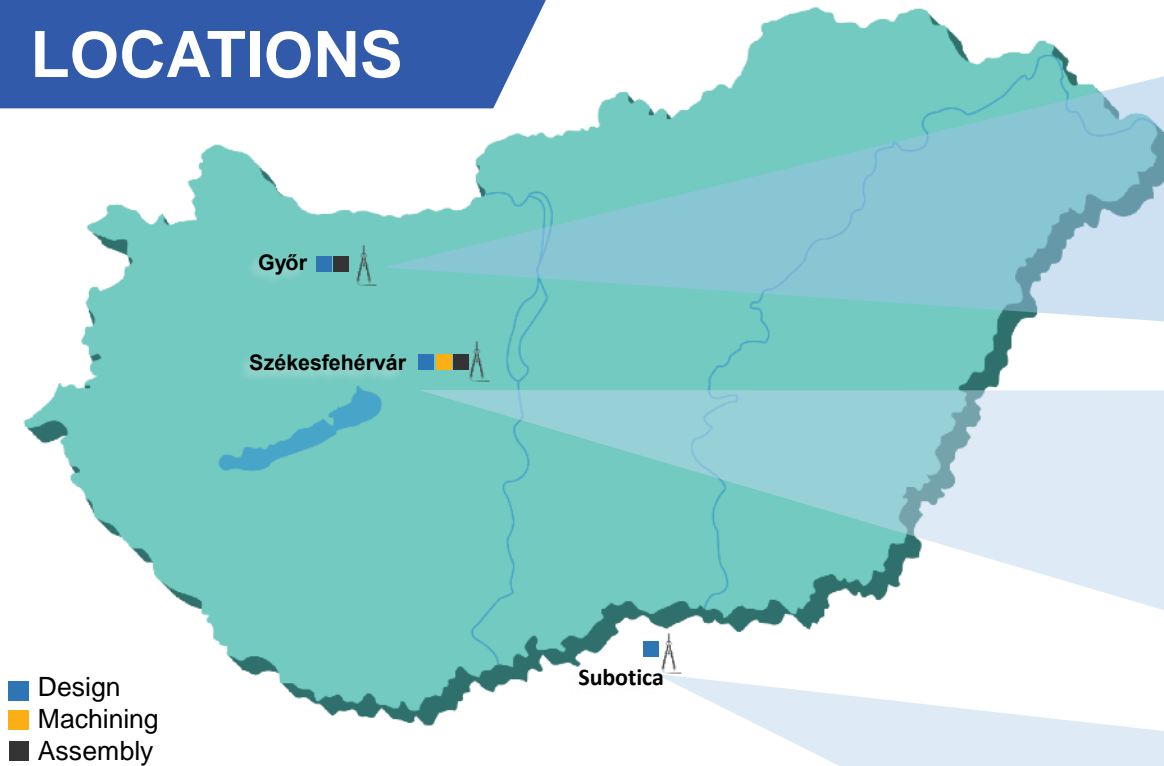 LOCATIONS
Győr
Székesfehérvár
Subotica
Design
Machining
Assembly